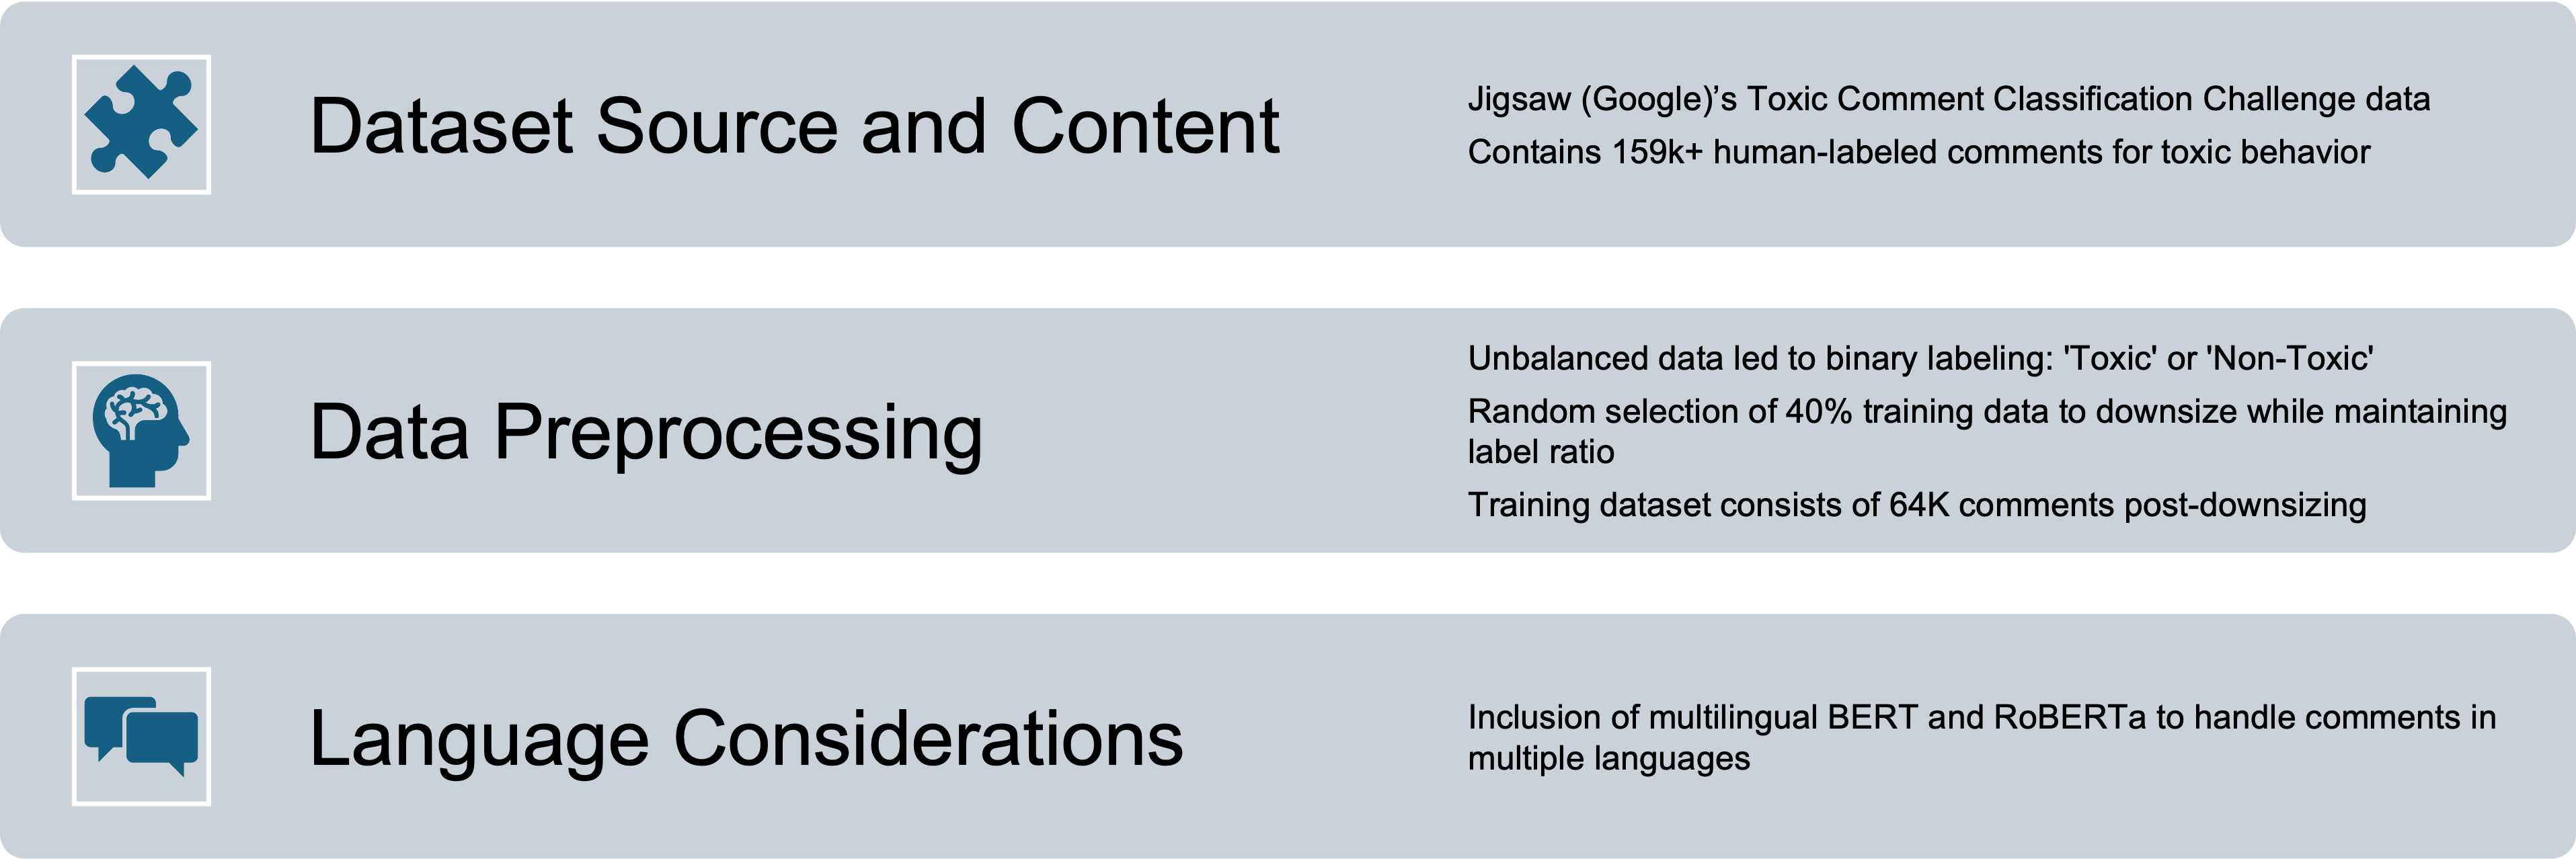 Dataset Source and Content
Jigsaw (Google)’s Toxic Comment Classification Challenge data
Contains 159k+ human-labeled comments for toxic behavior
Data Preprocessing
Unbalanced data led to binary labeling: 'Toxic' or 'Non-Toxic'
Random selection of 40% training data to downsize while maintaining
label ratio
Training dataset consists of 64K comments post-downsizing
Language Considerations
Inclusion of multilingual BERT and RoBERTa to handle comments in
multiple languages